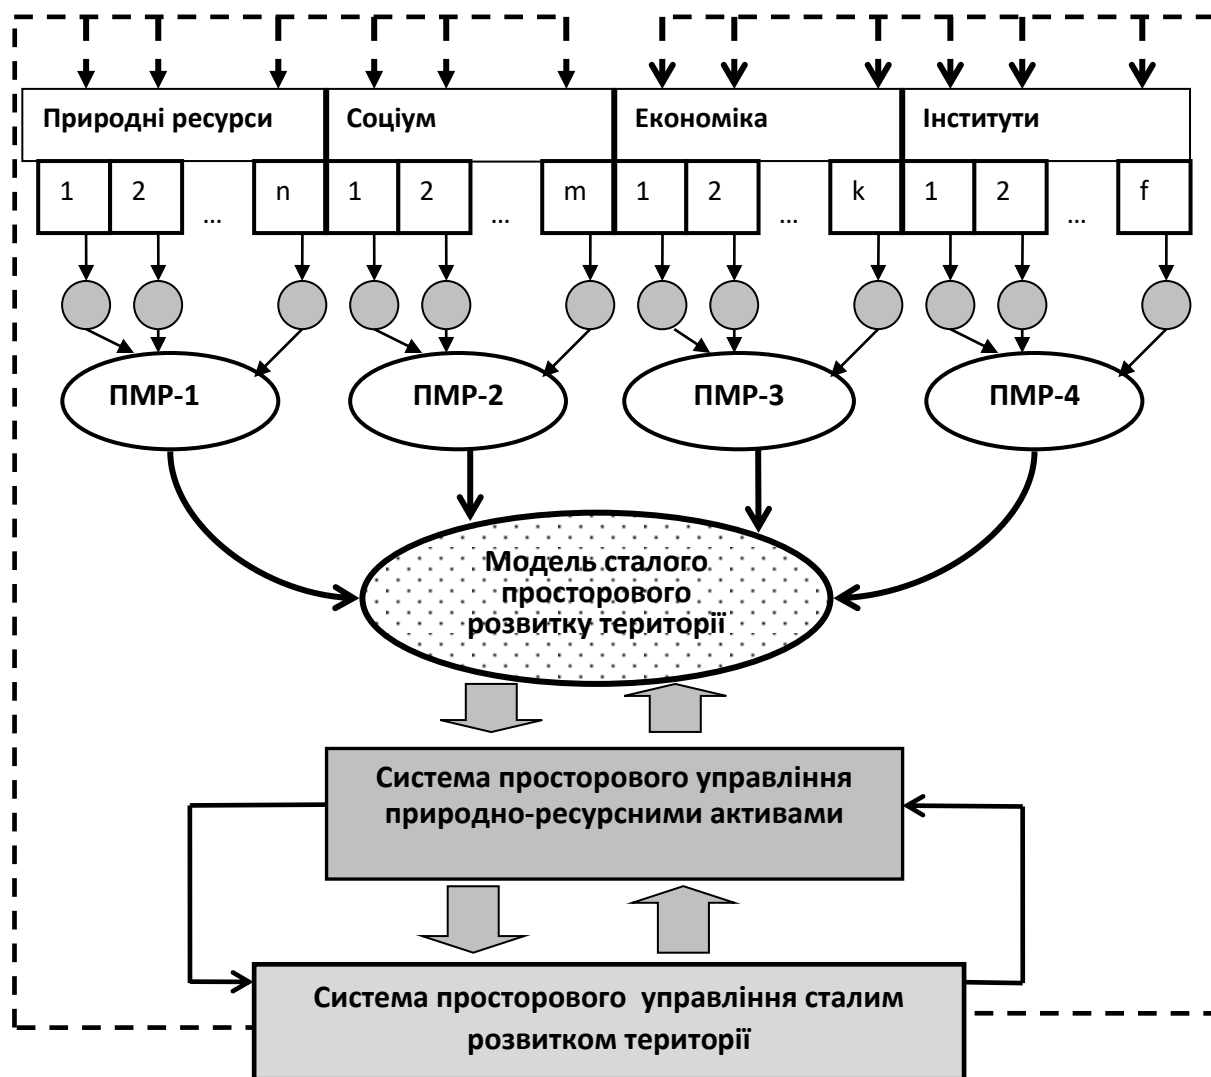 Природні ресурси Соціум Економіка Інститути
1 2 ... n 1 2 ... m 1 2 ... k 1 2 ... f
ПМР-1 ПМР-2 ПМР-3 ПМР-4
Модель сталого
просторового
розвитку території
Система просторового управління
природно-ресурсними активами
Система просторового управління сталим
розвитком території